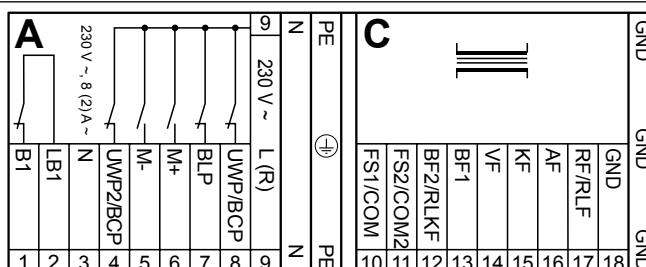 A
230 V ~, 8 (2) A ~
9
230 V ~
L (R)
B1
LB1
N
UWP2/BCP
M-
M+
BLP
UWP/BCP
1 2 3 4 5 6 7 8 9
N
N
PE
PE
C
FS1/COM
FS2/COM2
BF2/RLKF
BF1
VF
KF
AF
RF/RLF
GND
10 11 12 13 14 15 16 17 18
GND
GND
GND